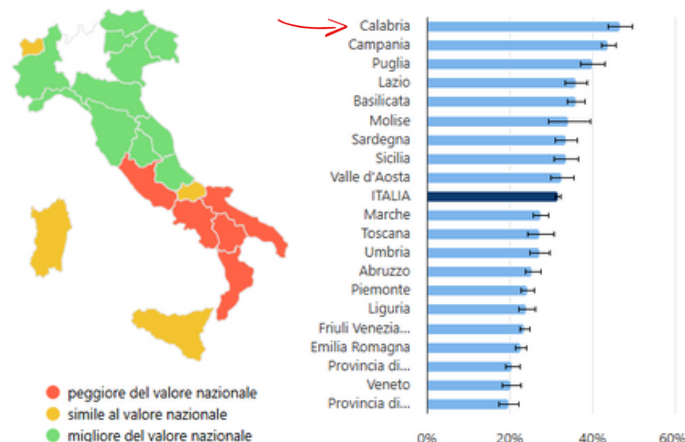 Calabria
Campania
Puglia
Lazio
Basilicata
Molise
Sardegna
Sicilia
Valle d'Aosta
ITALIA
Marche
Toscana
Umbria
Abruzzo
Piemonte
Liguria
Friuli Venezia...
Emilia Romagna
Provincia di...
Veneto
Provincia di...
0%
20%
40%
60%
peggiore del valore nazionale
simile al valore nazionale
migliore del valore nazionale